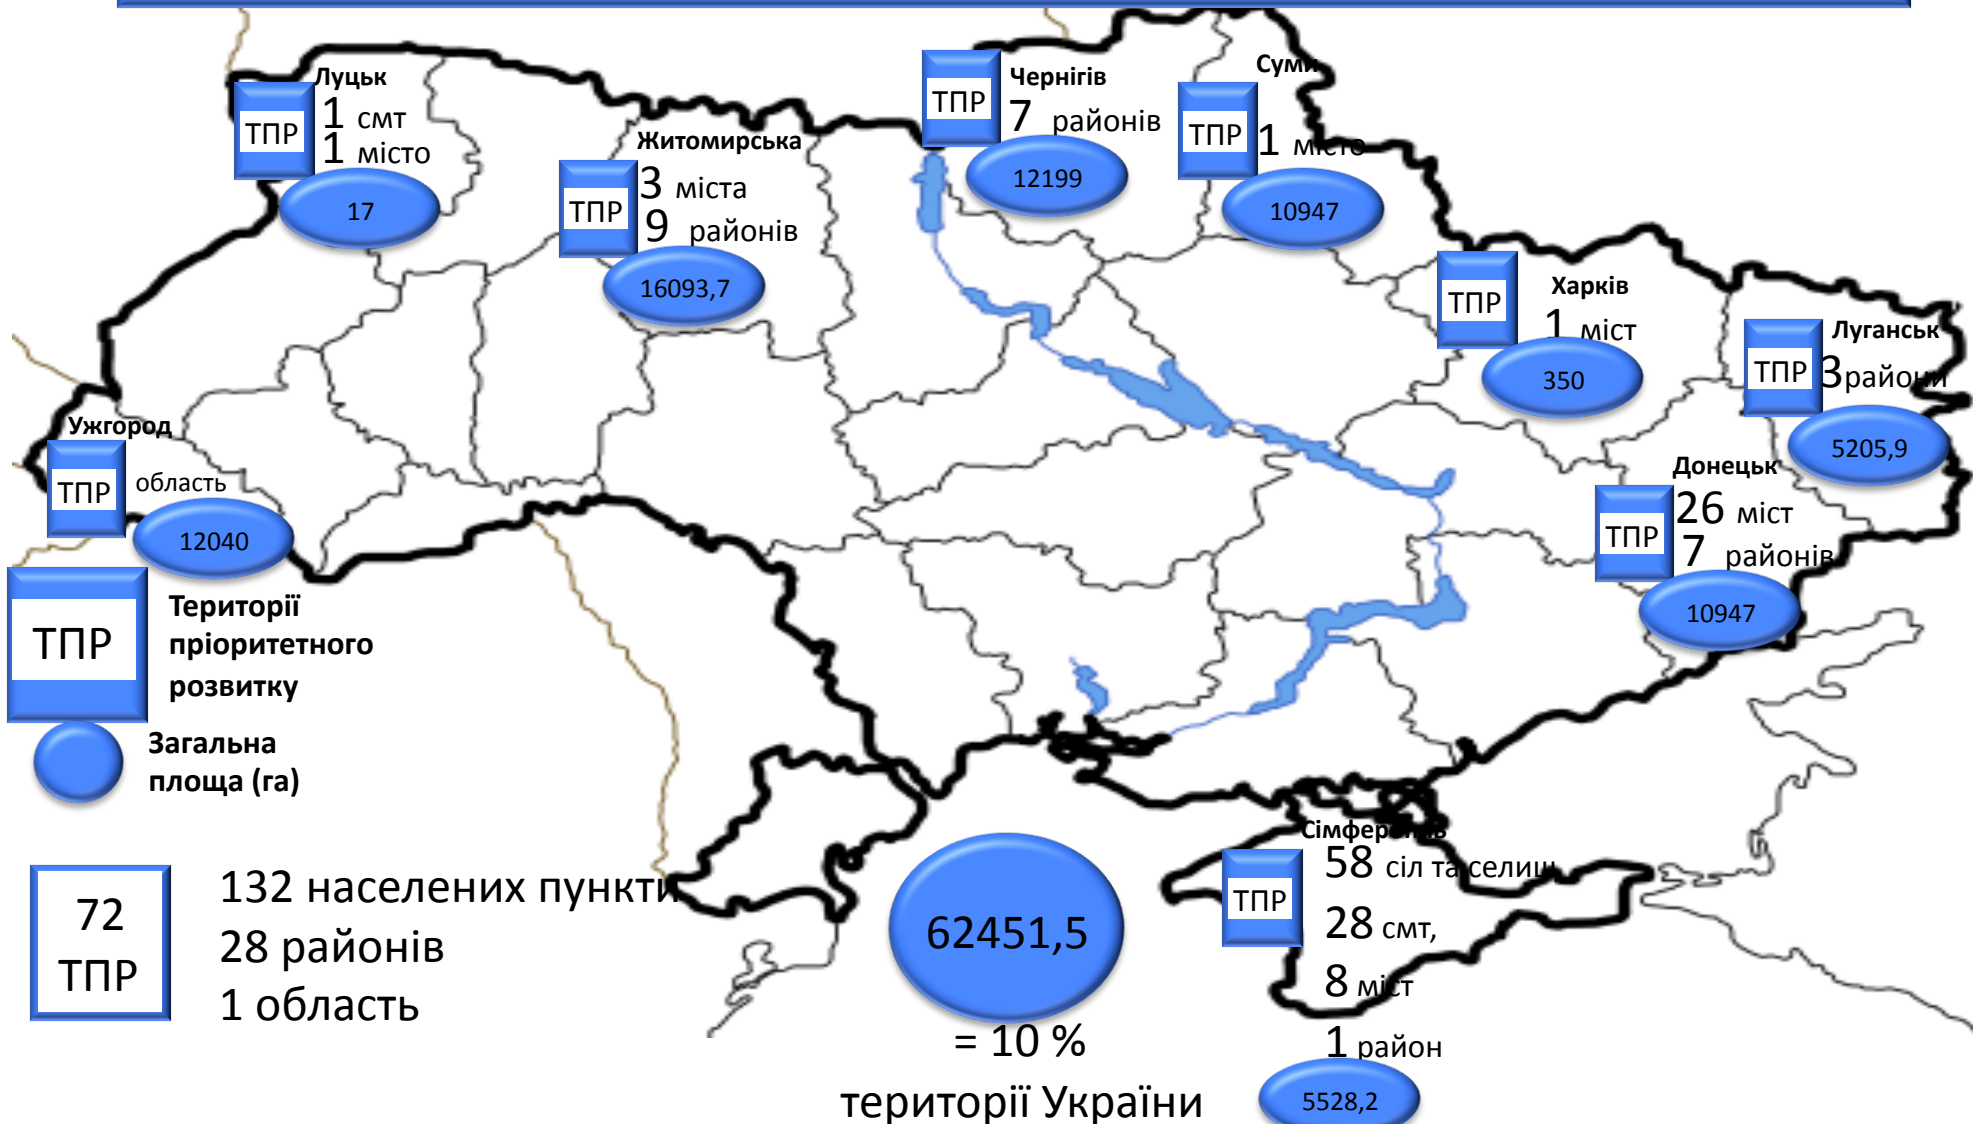 Луцьк
ТПР
1 смт
1 місто
17
Житомирська
ТПР
3 міста
9 районів
16093,7
Чернігів
ТПР
7 районів
12199
Суми
ТПР
1 місто
10947
Харків
ТПР
1 міст
350
Луганськ
ТПР
3 райони
5205,9
Ужгород
ТПР
область
12040
Донецьк
ТПР
26 міст
7 районів
10947
ТПР
Території
пріоритетного
розвитку
Загальна
площа (га)
72
ТПР
132 населених пункти
28 районів
1 область
62451,5
= 10 %
території України
Сімферопіль
ТПР
58 сіл та селищ
28 смт,
8 міст
1 район
5528,2